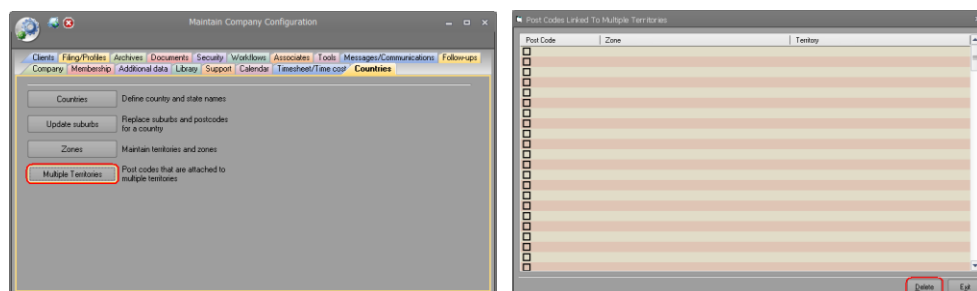 Maintain Company Configuration
Clients Filing/Profiles Archives Documents Security Workflows Associates Tools Messages/Communications Follow-ups
Company Membership Additional data Library Support Calendar Timesheet/Time cost Countries
Countries Define country and state names
Update suburbs Replace suburbs and postcodes
for a country
Zones Maintain territories and zones
Multiple Territories Post codes that are attached to
multiple territories
Post Codes Linked To Multiple Territories
Post Code Zone Territory
Delete Exit